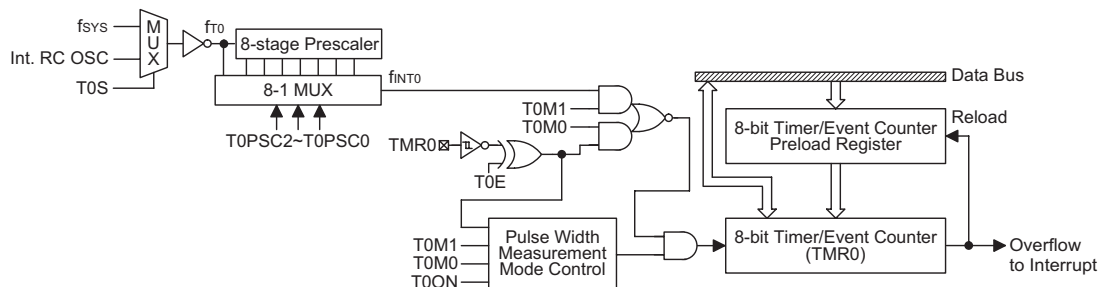 fSYS
Int. RC OSC
T0S
MUX
fT0
8-stage Prescaler
8-1 MUX
T0PSC2~T0PSC0
fINT0
T0M1
T0M0
TMR0
T0E
T0M1
T0M0
T0ON
Pulse Width
Measurement
Mode Control
Data Bus
8-bit Timer/Event Counter
Preload Register
Reload
8-bit Timer/Event Counter
(TMR0)
Overflow
to Interrupt